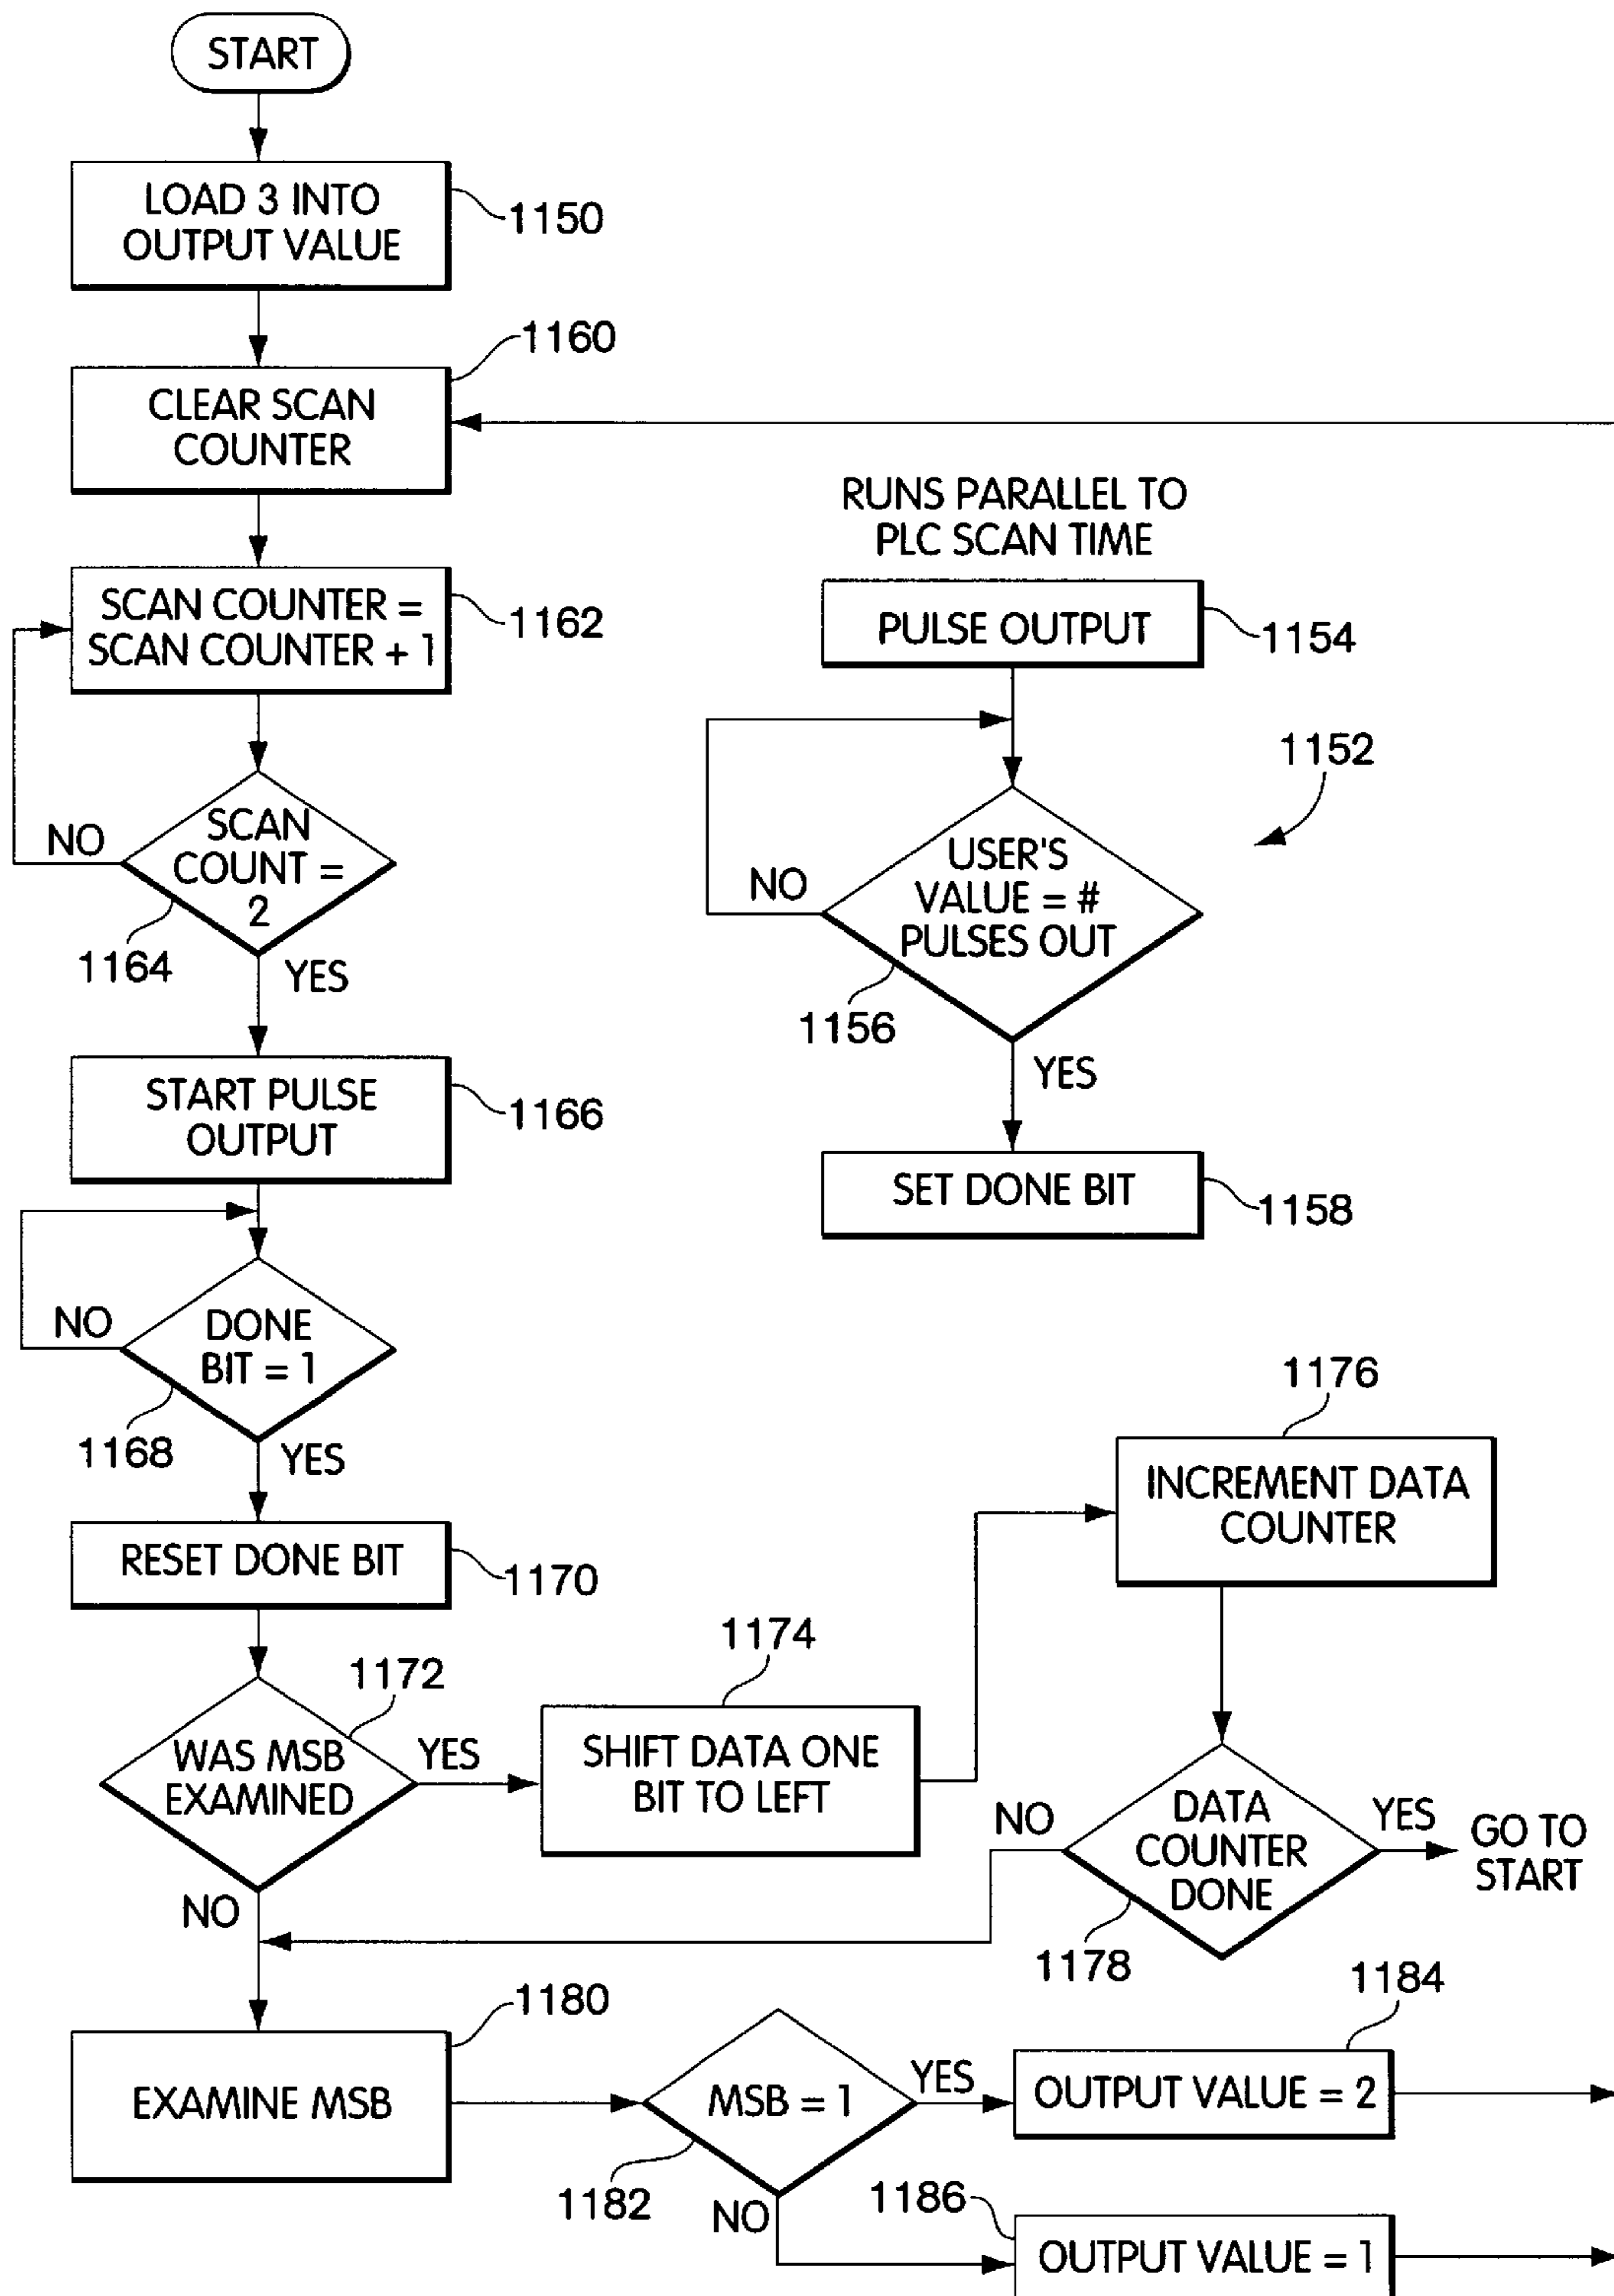 START
LOAD 3 INTO
OUTPUT VALUE
1150
1160
CLEAR SCAN
COUNTER
SCAN COUNTER =
SCAN COUNTER + 1
1162
NO
SCAN
COUNT =
2
1164
YES
START PULSE
OUTPUT
1166
NO
DONE
BIT = 1
1168
YES
RESET DONE BIT
1170
RUNS PARALLEL TO
PLC SCAN TIME
PULSE OUTPUT
1154
1152
NO
USER'S
VALUE = #
PULSES OUT
1156
YES
SET DONE BIT
1158
1172
WAS MSB
EXAMINED
YES
NO
1174
SHIFT DATA ONE
BIT TO LEFT
1176
INCREMENT DATA
COUNTER
NO
DATA
COUNTER
DONE
YES
GO TO
START
1178
1180
EXAMINE MSB
MSB = 1
YES
1182
NO
1184
OUTPUT VALUE = 2
1186
OUTPUT VALUE = 1